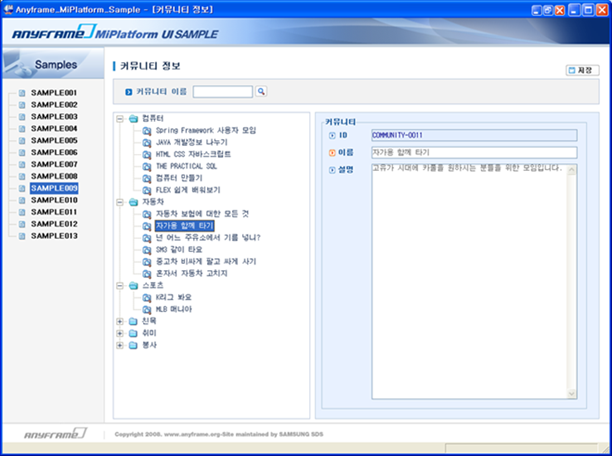 Anyframe_MiPlatform_Sample - [커뮤니티 정보]
ANYFRAME MiPlatform UI SAMPLE
Samples
SAMPLE001
SAMPLE002
SAMPLE003
SAMPLE004
SAMPLE005
SAMPLE006
SAMPLE007
SAMPLE008
SAMPLE009
SAMPLE010
SAMPLE011
SAMPLE012
SAMPLE013
커뮤니티 정보
저장
커뮤니티 이름
컴퓨터
Spring Framework 사용자 모임
JAVA 개발정보 나누기
HTML CSS 자바스크립트
THE PRACTICAL SQL
컴퓨터 만들기
FLEX 쉽게 배워보기
자동차
자동차 보험에 대한 모든 것
자가용 함께 타기
넌 어느 주유소에서 기름 넣니?
SM3 같이 타요
중고차 비싸게 팔고 싸게 사기
혼자서 자동차 고치지
스포츠
K리그 봐요
MLB 매니아
친목
취미
봉사
커뮤니티
ID COMMUNITY-0011
이름 자가용 함께 타기
설명 고유가 시대에 카풀을 원하시는 분들을 위한 모임입니다.
ANYFRAME
Copyright 2009, www.anyframe.org-Site maintained by SAMSUNG SDS